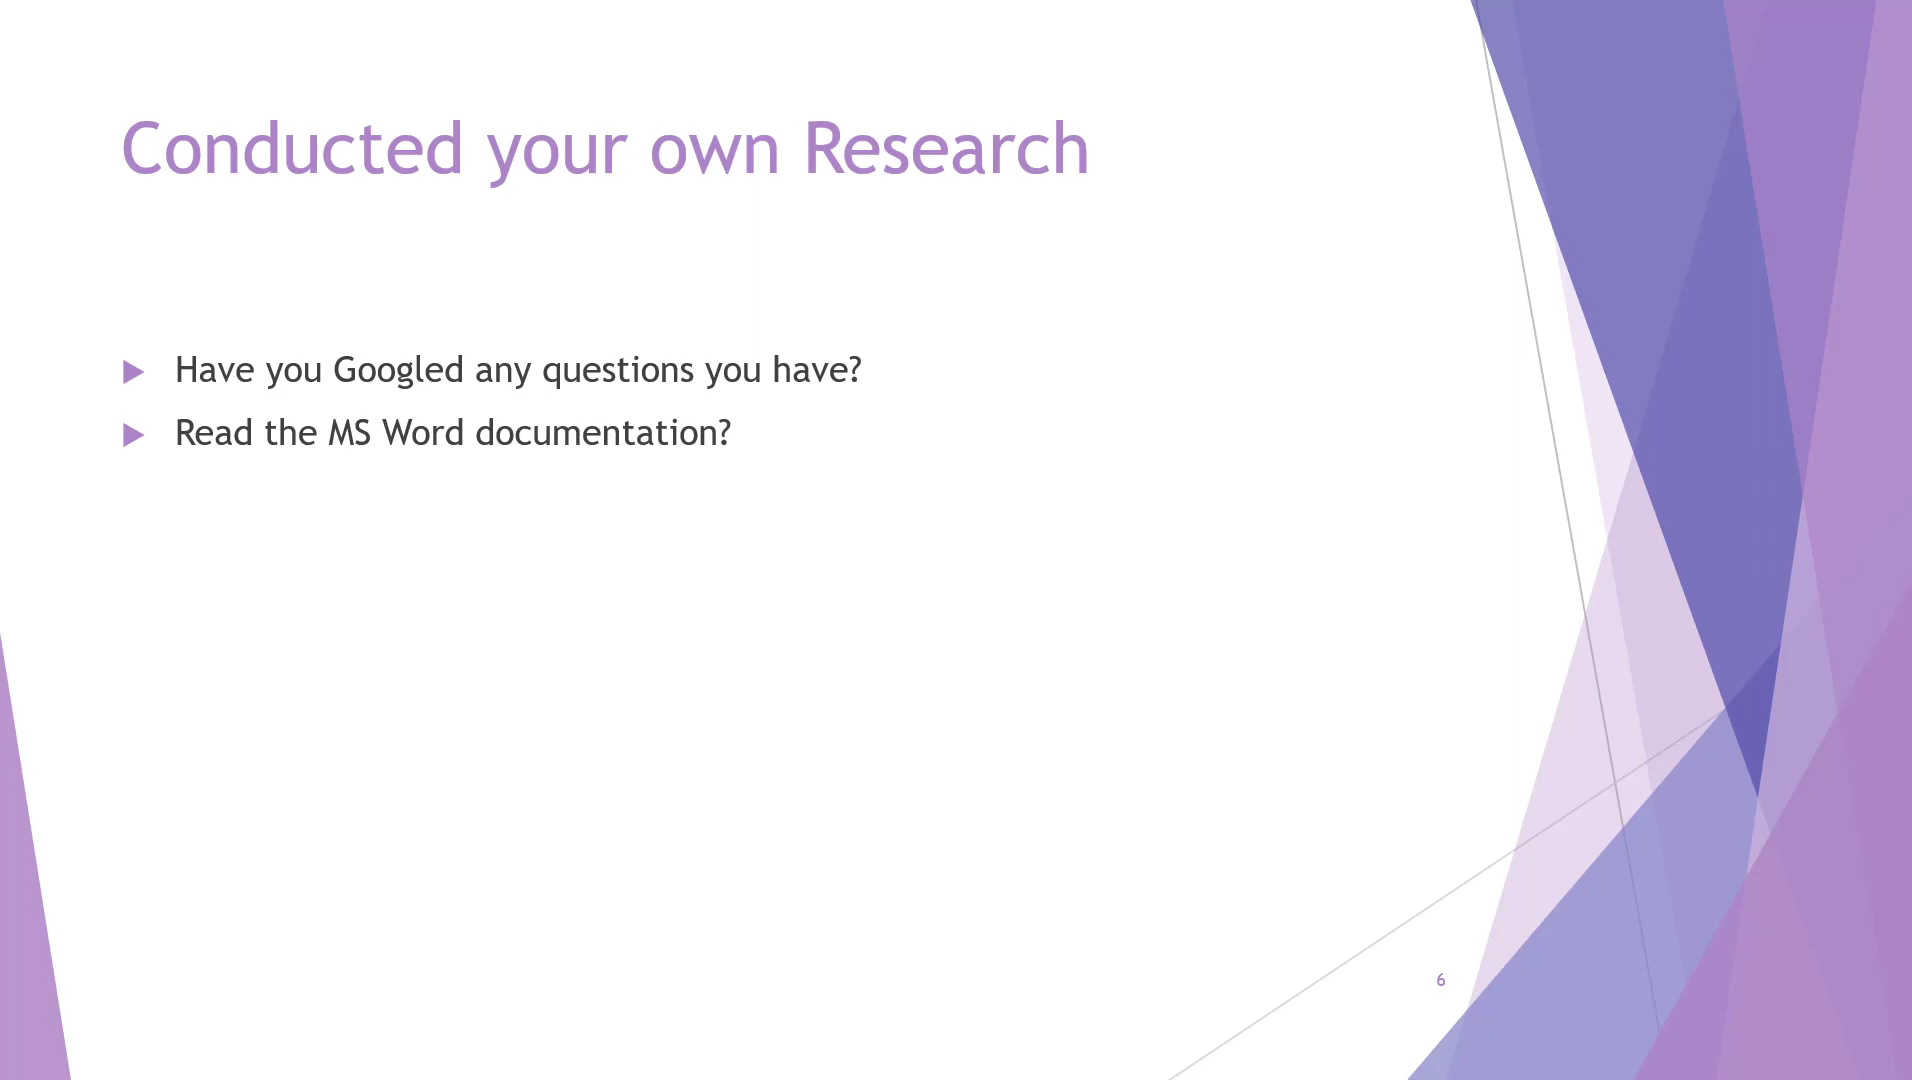 Conducted your own Research
Have you Googled any questions you have?
Read the MS Word documentation?
6